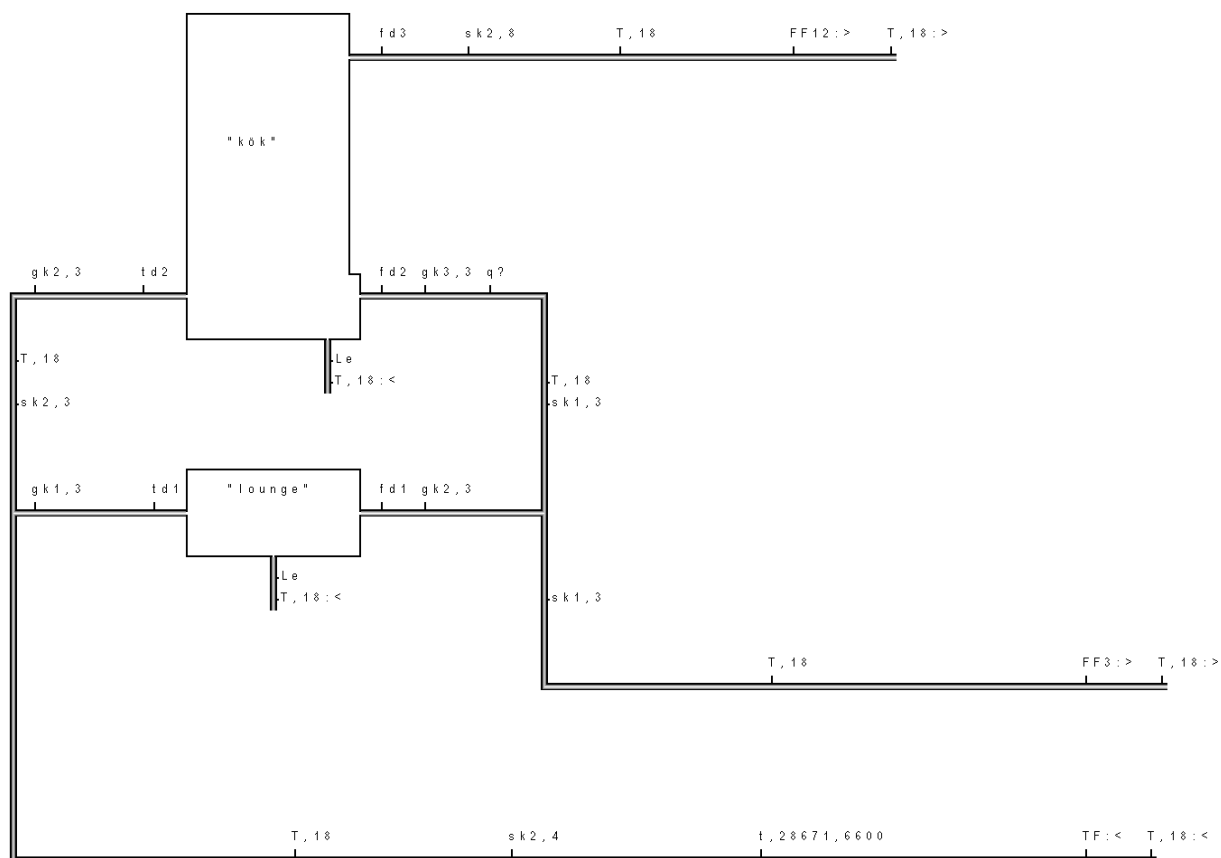 fd3 sk2,8 T,18 FF12:> T,18:>
"kök"
gk2,3 td2 fd2 gk3,3 q?
T,18 Le
T,18:< T,18
sk2,3 sk1,3
gk1,3 td1 "lounge" fd1 gk2,3
Le
T,18:< sk1,3
T,18 FF3:> T,18:>
T,18 sk2,4 t,28671,6600 TF:< T,18:<